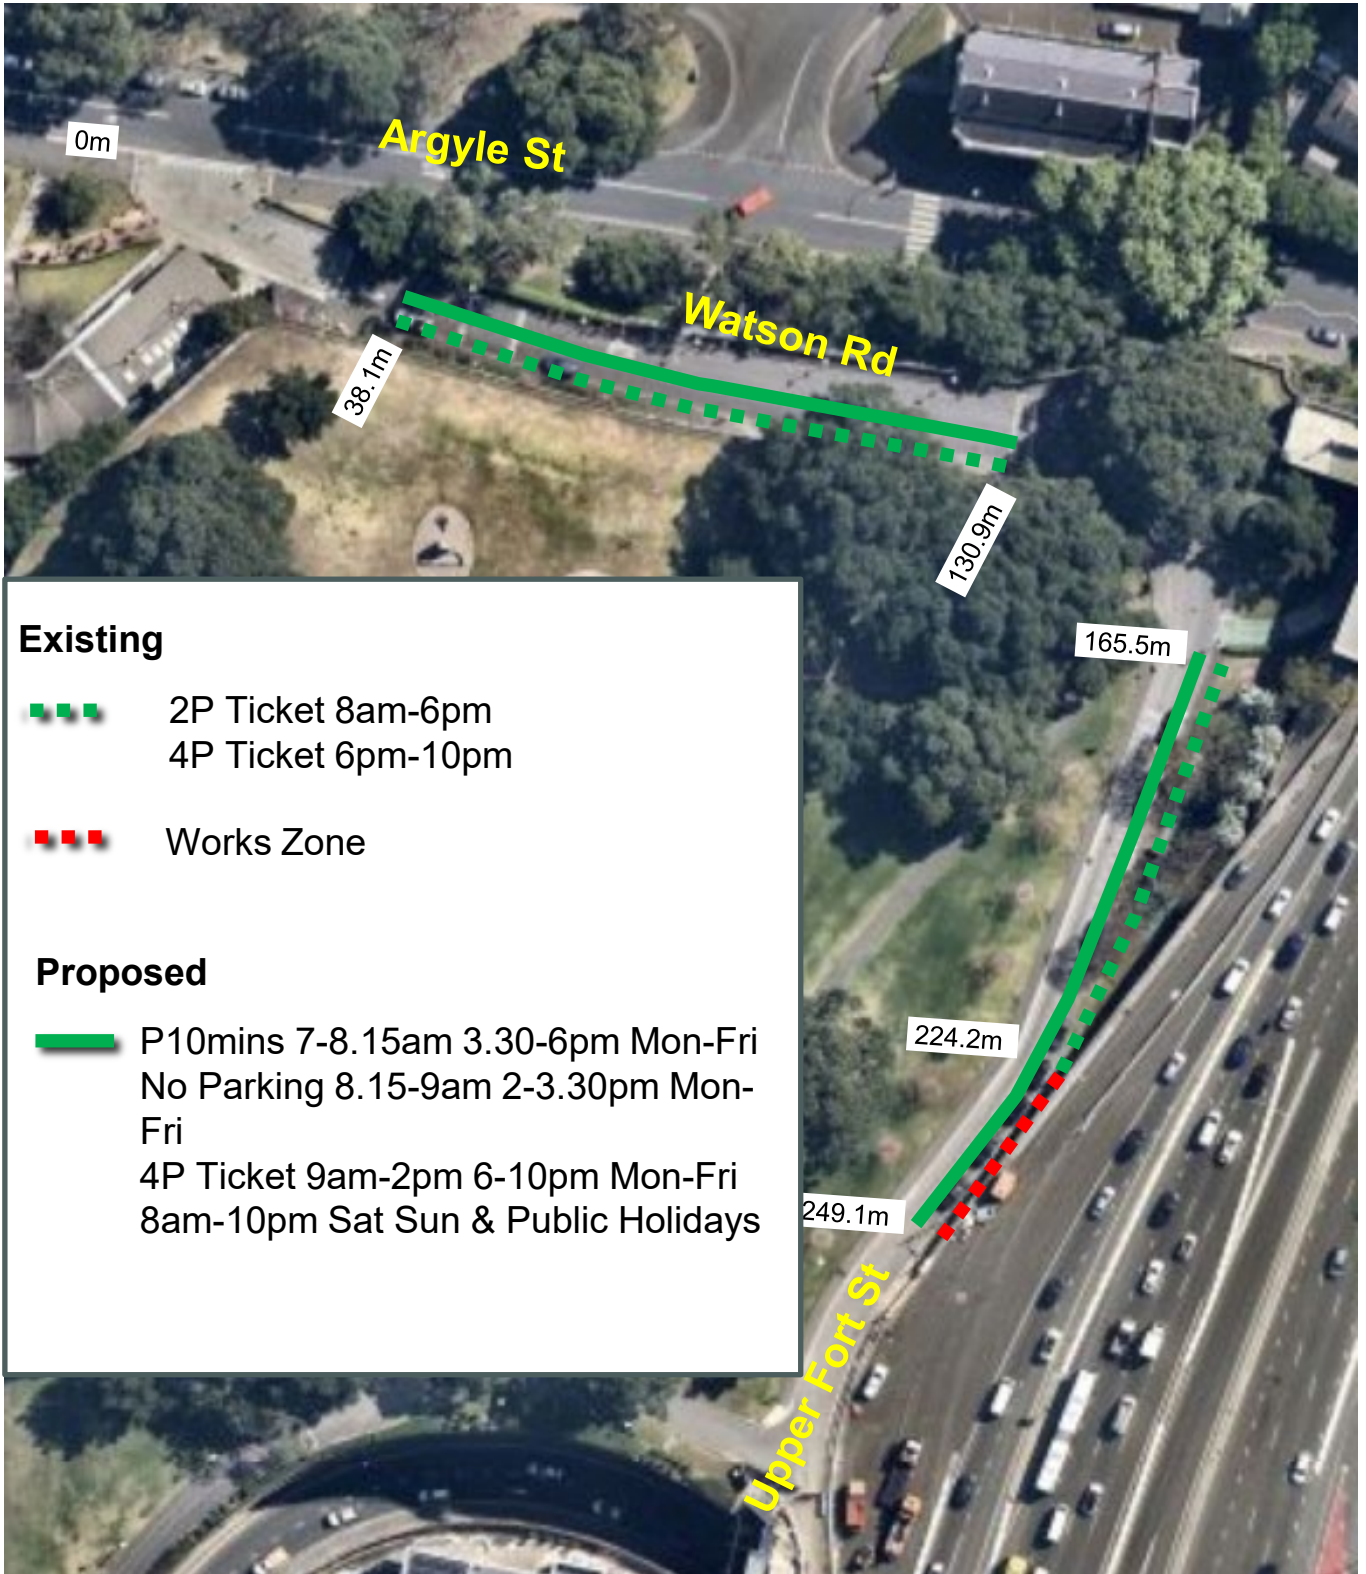 0m
Argyle St
Watson Rd
38.1m
130.9m
165.5m
224.2m
249.1m
Upper Fort St
Existing
2P Ticket 8am-6pm
4P Ticket 6pm-10pm
Works Zone
Proposed
P10mins 7-8.15am 3.30-6pm Mon-Fri
No Parking 8.15-9am 2-3.30pm Mon-
Fri
4P Ticket 9am-2pm 6-10pm Mon-Fri
8am-10pm Sat Sun & Public Holidays